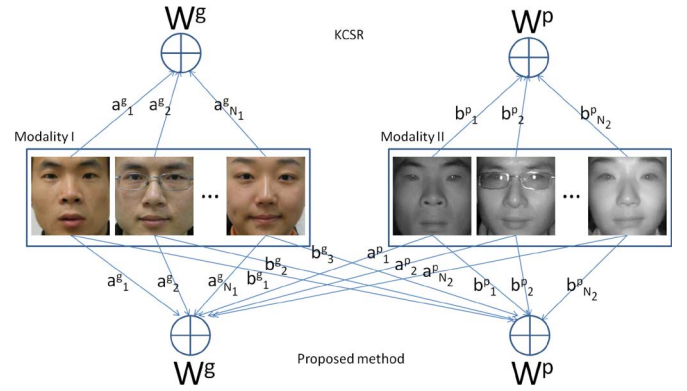 W^g
KCSR
W^p
a^g_1
a^g_2
a^g_N1
b^p_1
b^p_2
b^p_N2
Modality I
Modality II
...
...
a^g_1
a^g_2
a^g_N1
b^g_1
b^g_2
b^g_3
a^p_1
a^p_2
a^p_N2
b^p_1
b^p_2
b^p_N2
Proposed method
W^g
W^p